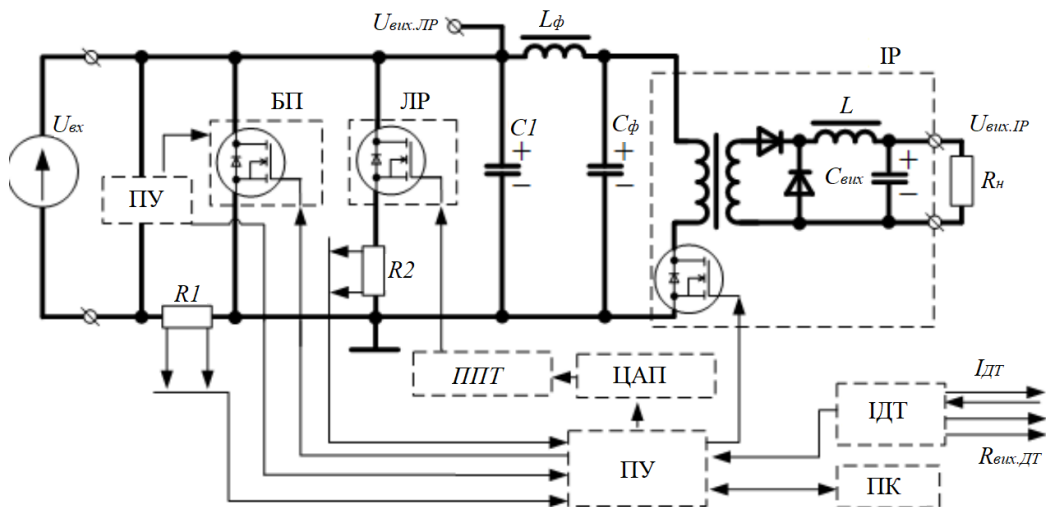 Uвих.ЛР
Lф
ІР
Uвх
БП
ЛР
C1
+
–
Cф
+
–
L
Uвих.ІР
Cвих
+
–
Rн
ПУ
R1
R2
ППТ
ЦАП
IДТ
ІДТ
ПУ
Rвих.ДТ
ПК